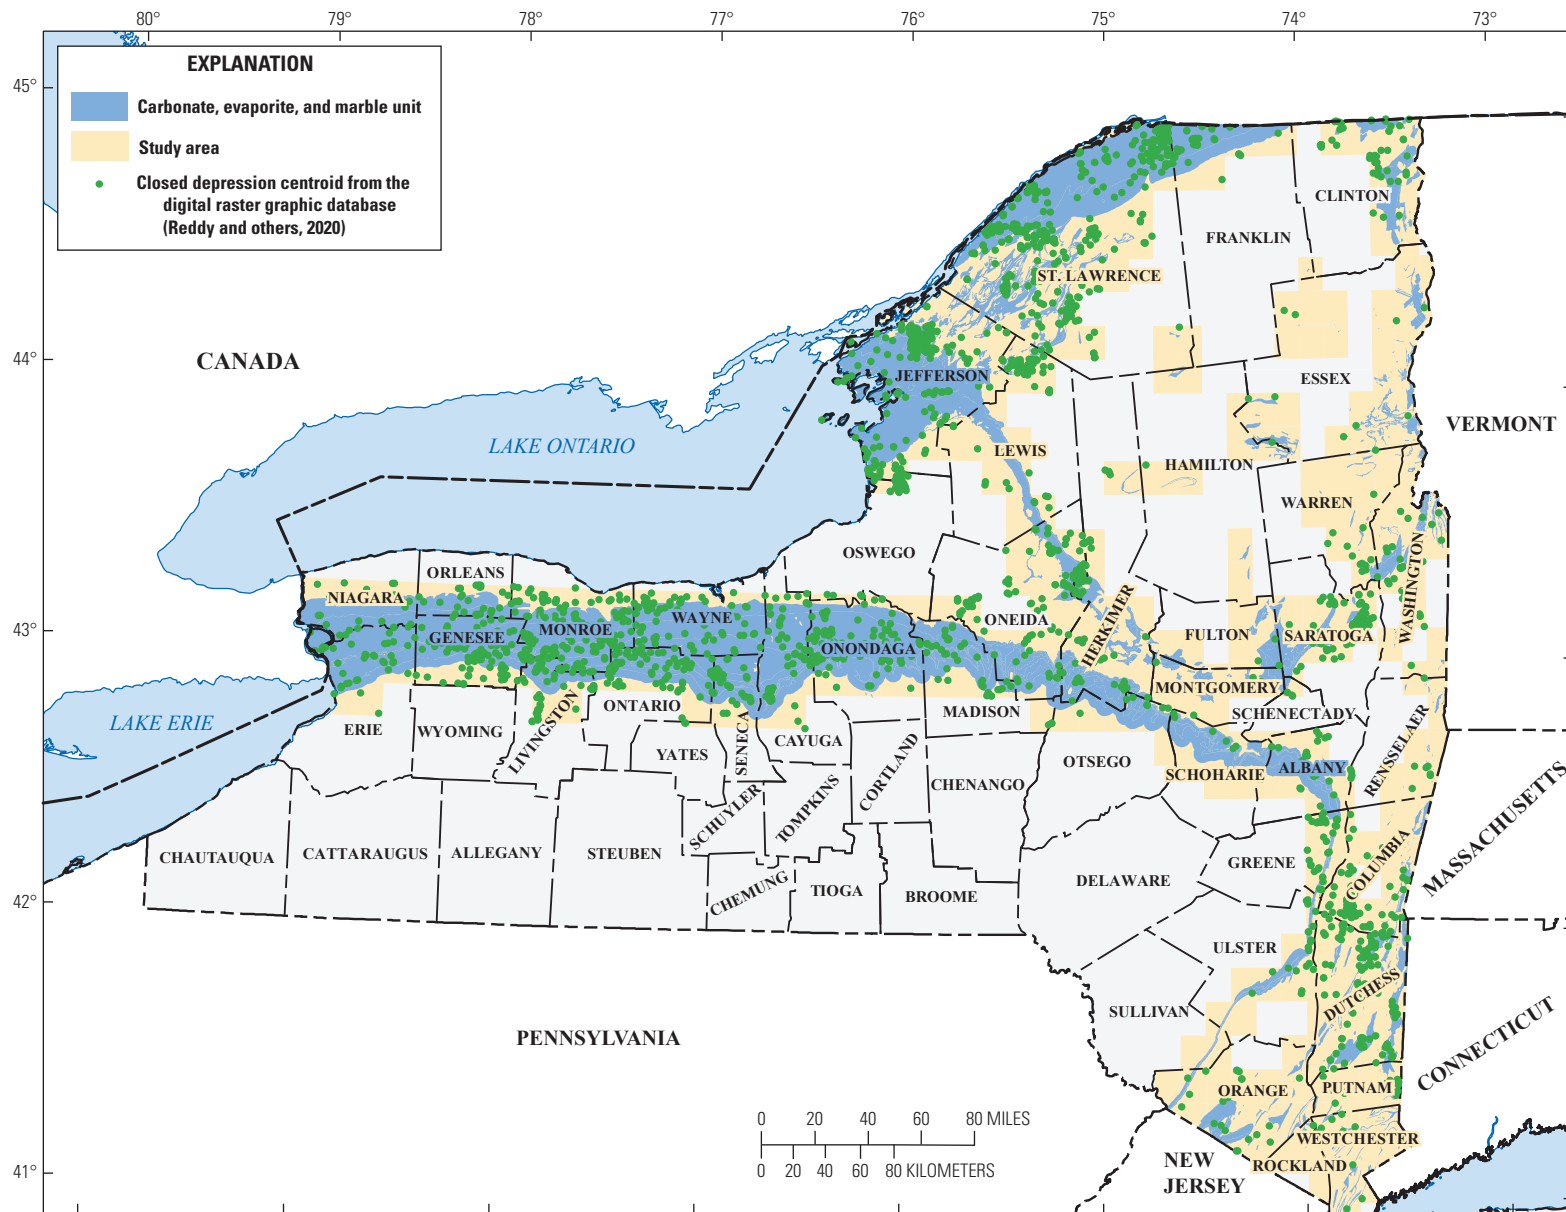 80°
79°
78°
77°
76°
75°
74°
73°
45°
44°
43°
42°
41°
EXPLANATION
Carbonate, evaporite, and marble unit
Study area
Closed depression centroid from the
digital raster graphic database
(Reddy and others, 2020)
CANADA
LAKE ONTARIO
LAKE ERIE
PENNSYLVANIA
VERMONT
MASSACHUSETTS
CONNECTICUT
NEW
JERSEY
CLINTON
FRANKLIN
ST. LAWRENCE
JEFFERSON
ESSEX
LEWIS
HAMILTON
WARREN
WASHINGTON
OSWEGO
ORLEANS
NIAGARA
GENESEE
MONROE
WAYNE
ONONDAGA
ONEIDA
HERKIMER
FULTON
SARATOGA
MONTGOMERY
SCHENECTADY
RENSSELAER
ERIE
WYOMING
LIVINGSTON
ONTARIO
YATES
SENECA
CAYUGA
CORTLAND
MADISON
CHENANGO
OTSEGO
SCHOHARIE
ALBANY
CHAUTAUQUA
CATTARAUGUS
ALLEGANY
STEUBEN
SCHUYLER
TOMPKINS
CHEMUNG
TIOGA
BROOME
DELAWARE
GREENE
COLUMBIA
ULSTER
SULLIVAN
DUTCHESS
ORANGE
PUTNAM
WESTCHESTER
ROCKLAND
0 20 40 60 80 MILES
0 20 40 60 80 KILOMETERS